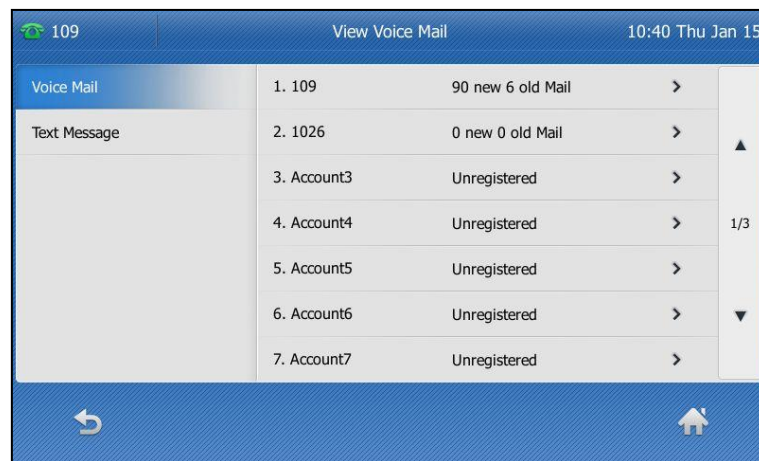 109 View Voice Mail 10:40 Thu Jan 15
Voice Mail
Text Message
1. 109 90 new 6 old Mail
2. 1026 0 new 0 old Mail
3. Account3 Unregistered
4. Account4 Unregistered
5. Account5 Unregistered
6. Account6 Unregistered
7. Account7 Unregistered
1/3